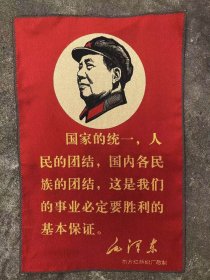 国家的统一，人
民的团结，国内各民
族的团结，这是我们
的事业必定要胜利的
基本保证。
毛泽东